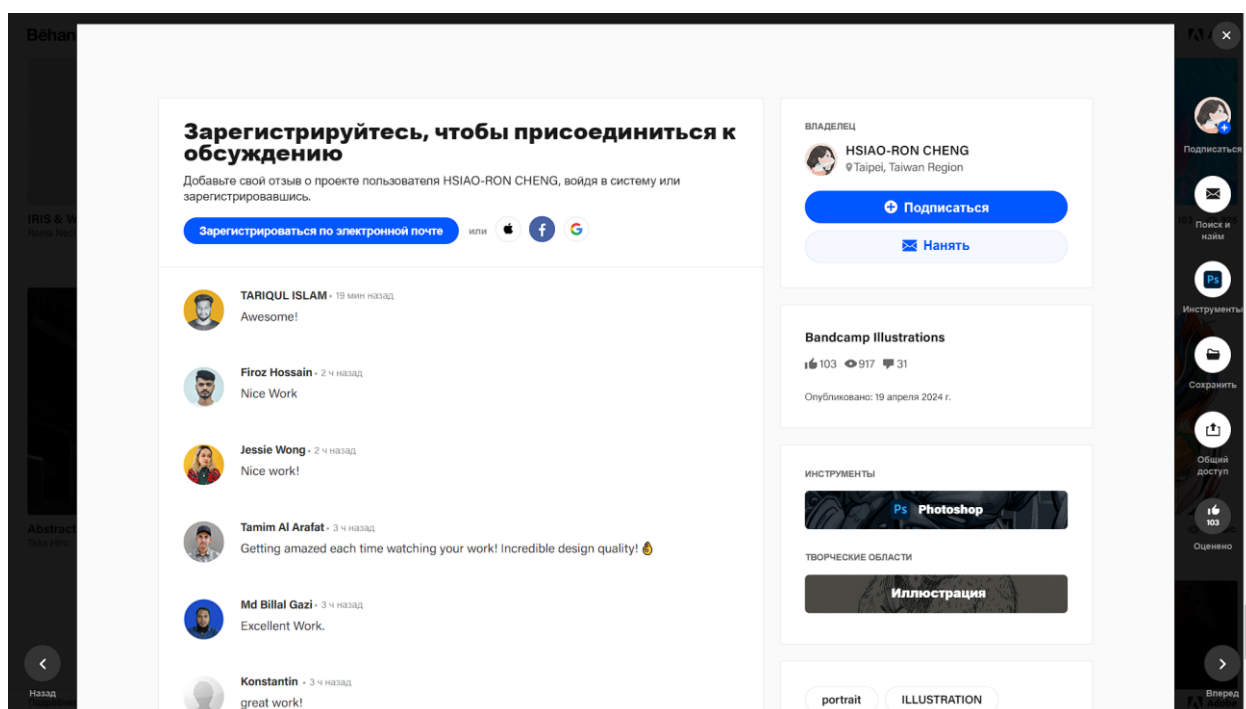 Béhan
IRIS & W
Зарегистрируйтесь, чтобы присоединиться к
обсуждению
Добавьте свой отзыв о проекте пользователя HSIAO-RON CHENG, войдя в систему или
зарегистрировавшись.
Зарегистрироваться по электронной почте или
TARIQUL ISLAM • 19 мин назад
Awesome!
Firoz Hossain • 2 ч назад
Nice Work
Jessie Wong • 2 ч назад
Nice work!
Abstract
Taka Hiro
Tamim Al Arafat • 3 ч назад
Getting amazed each time watching your work! Incredible design quality!
Md Billal Gazi • 3 ч назад
Excellent Work.
Konstantin • 3 ч назад
great work!
Назад
ВЛАДЕЛЕЦ
HSIAO-RON CHENG
Taipei, Taiwan Region
Подписаться
Нанять
Bandcamp Illustrations
103 917 31
Опубликовано: 19 апреля 2024 г.
ИНСТРУМЕНТЫ
Ps Photoshop
ТВОРЧЕСКИЕ ОБЛАСТИ
Иллюстрация
portrait ILLUSTRATION
Подписаться
Поиск и
найм
Ps
Инструменты
Сохранить
Общий
доступ
103
Оценено
Вперед